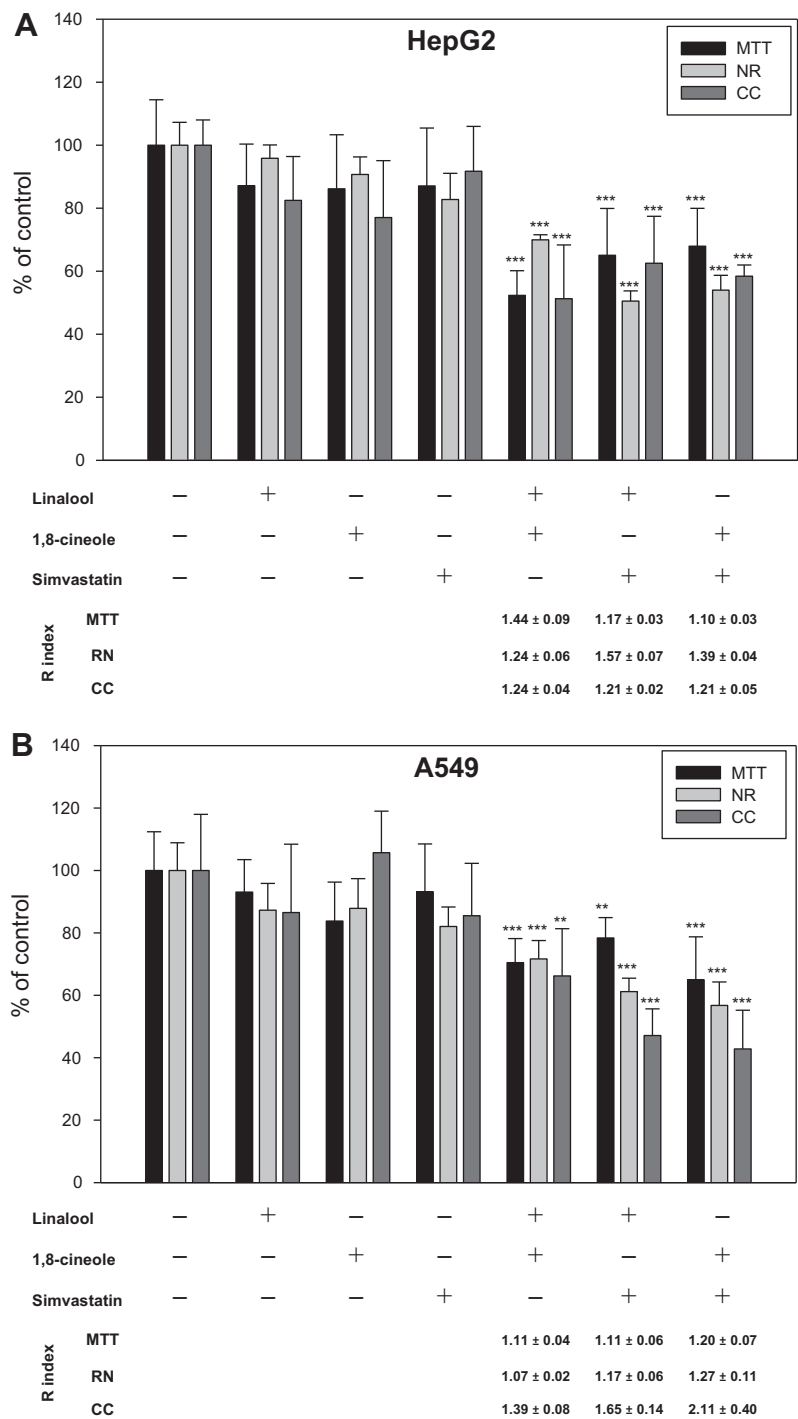 A
HepG2
MTT
NR
CC
140
120
100
80
60
40
20
0
% of control
*** *** *** *** *** *** *** *** ***
Linalool – + – – + + –
1,8-cineole – – + – + – +
Simvastatin – – – + – + +
R index
MTT 1.44 ± 0.09 1.17 ± 0.03 1.10 ± 0.03
RN 1.24 ± 0.06 1.57 ± 0.07 1.39 ± 0.04
CC 1.24 ± 0.04 1.21 ± 0.02 1.21 ± 0.05
B
A549
MTT
NR
CC
140
120
100
80
60
40
20
0
% of control
*** *** ** ** *** *** *** *** ***
Linalool – + – – + + –
1,8-cineole – – + – + – +
Simvastatin – – – + – + +
R index
MTT 1.11 ± 0.04 1.11 ± 0.06 1.20 ± 0.07
RN 1.07 ± 0.02 1.17 ± 0.06 1.27 ± 0.11
CC 1.39 ± 0.08 1.65 ± 0.14 2.11 ± 0.40